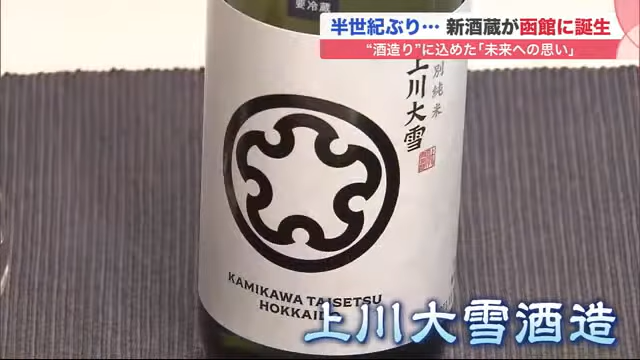 半世紀ぶり… 新酒蔵が函館に誕生
"酒造り"に込めた「未来への思い」
要冷蔵
別純米
上川大雪
KAMIKAWA TAISETSU
HOKKAID
上川大雪酒造